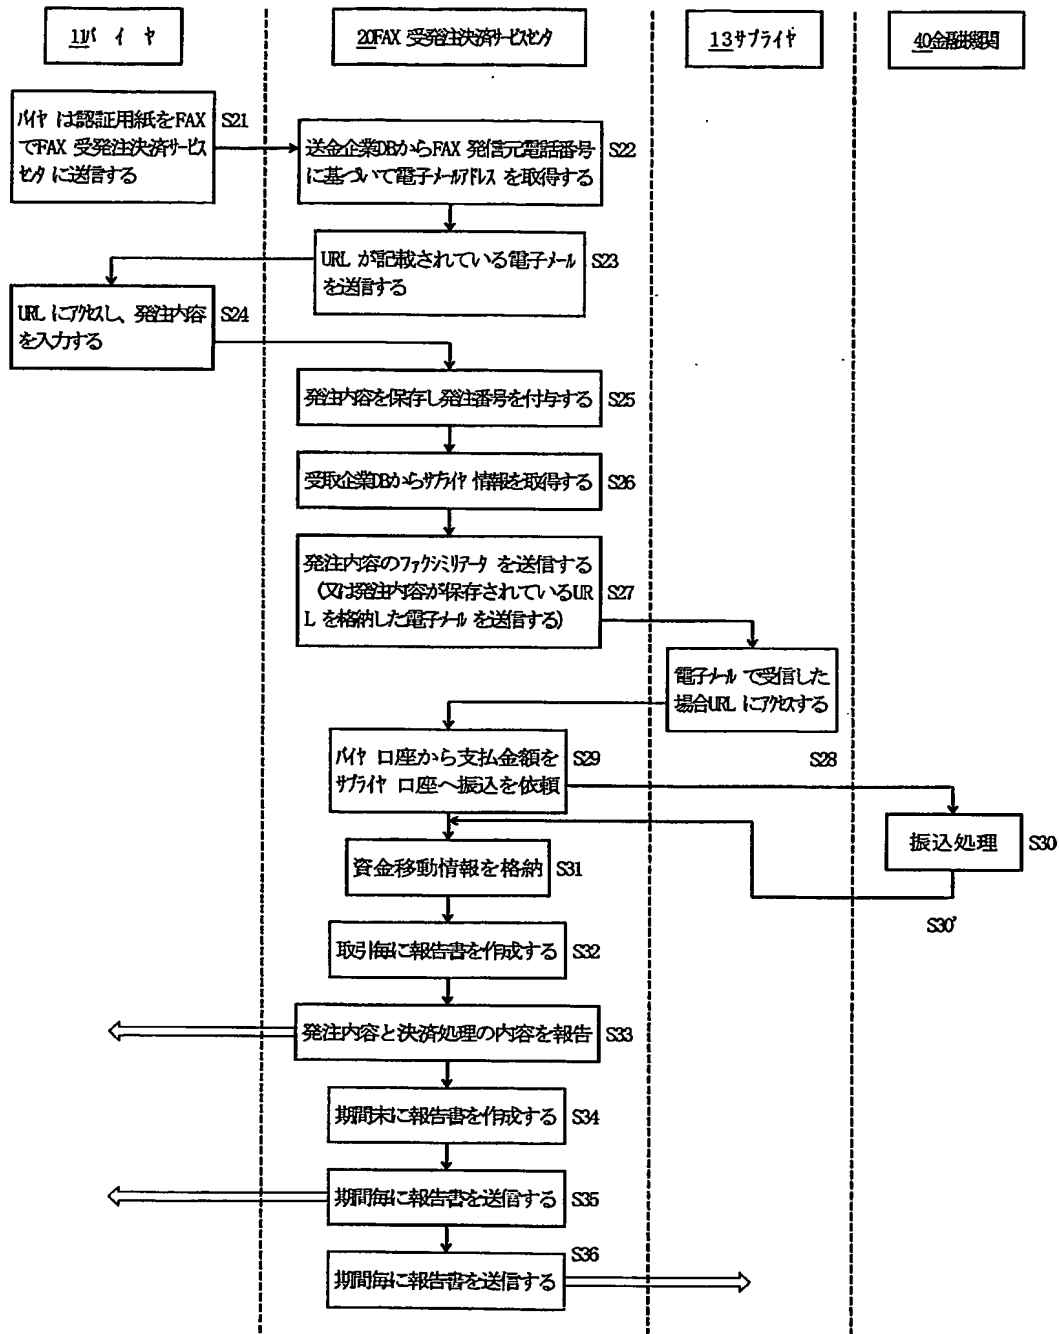 11バイヤ
20FAX 受発注決済サービスセンタ
13サプライヤ
40金融機関
バイヤ は認証用紙をFAX
でFAX 受発注決済サービス
センタ に送信する
S21
送金企業DBからFAX 発信元電話番号
に基づいて電子メールアドレス を取得する
S22
URL が記載されている電子メール
を送信する
S23
URL にアクセスし、発注内容
を入力する
S24
発注内容を保存し発注番号を付与する
S25
受取企業DBからサプライヤ 情報を取得する
S26
発注内容のファクシミリデータ を送信する
(又は発注内容が保存されているUR
L を格納した電子メール を送信する)
S27
電子メール で受信した
場合URL にアクセスする
S28
バイヤ 口座から支払金額を
サプライヤ 口座へ振込を依頼
S29
振込処理
S30
S30'
資金移動情報を格納
S31
取引毎に報告書を作成する
S32
発注内容と決済処理の内容を報告
S33
期間末に報告書を作成する
S34
期間毎に報告書を送信する
S35
S36
期間毎に報告書を送信する